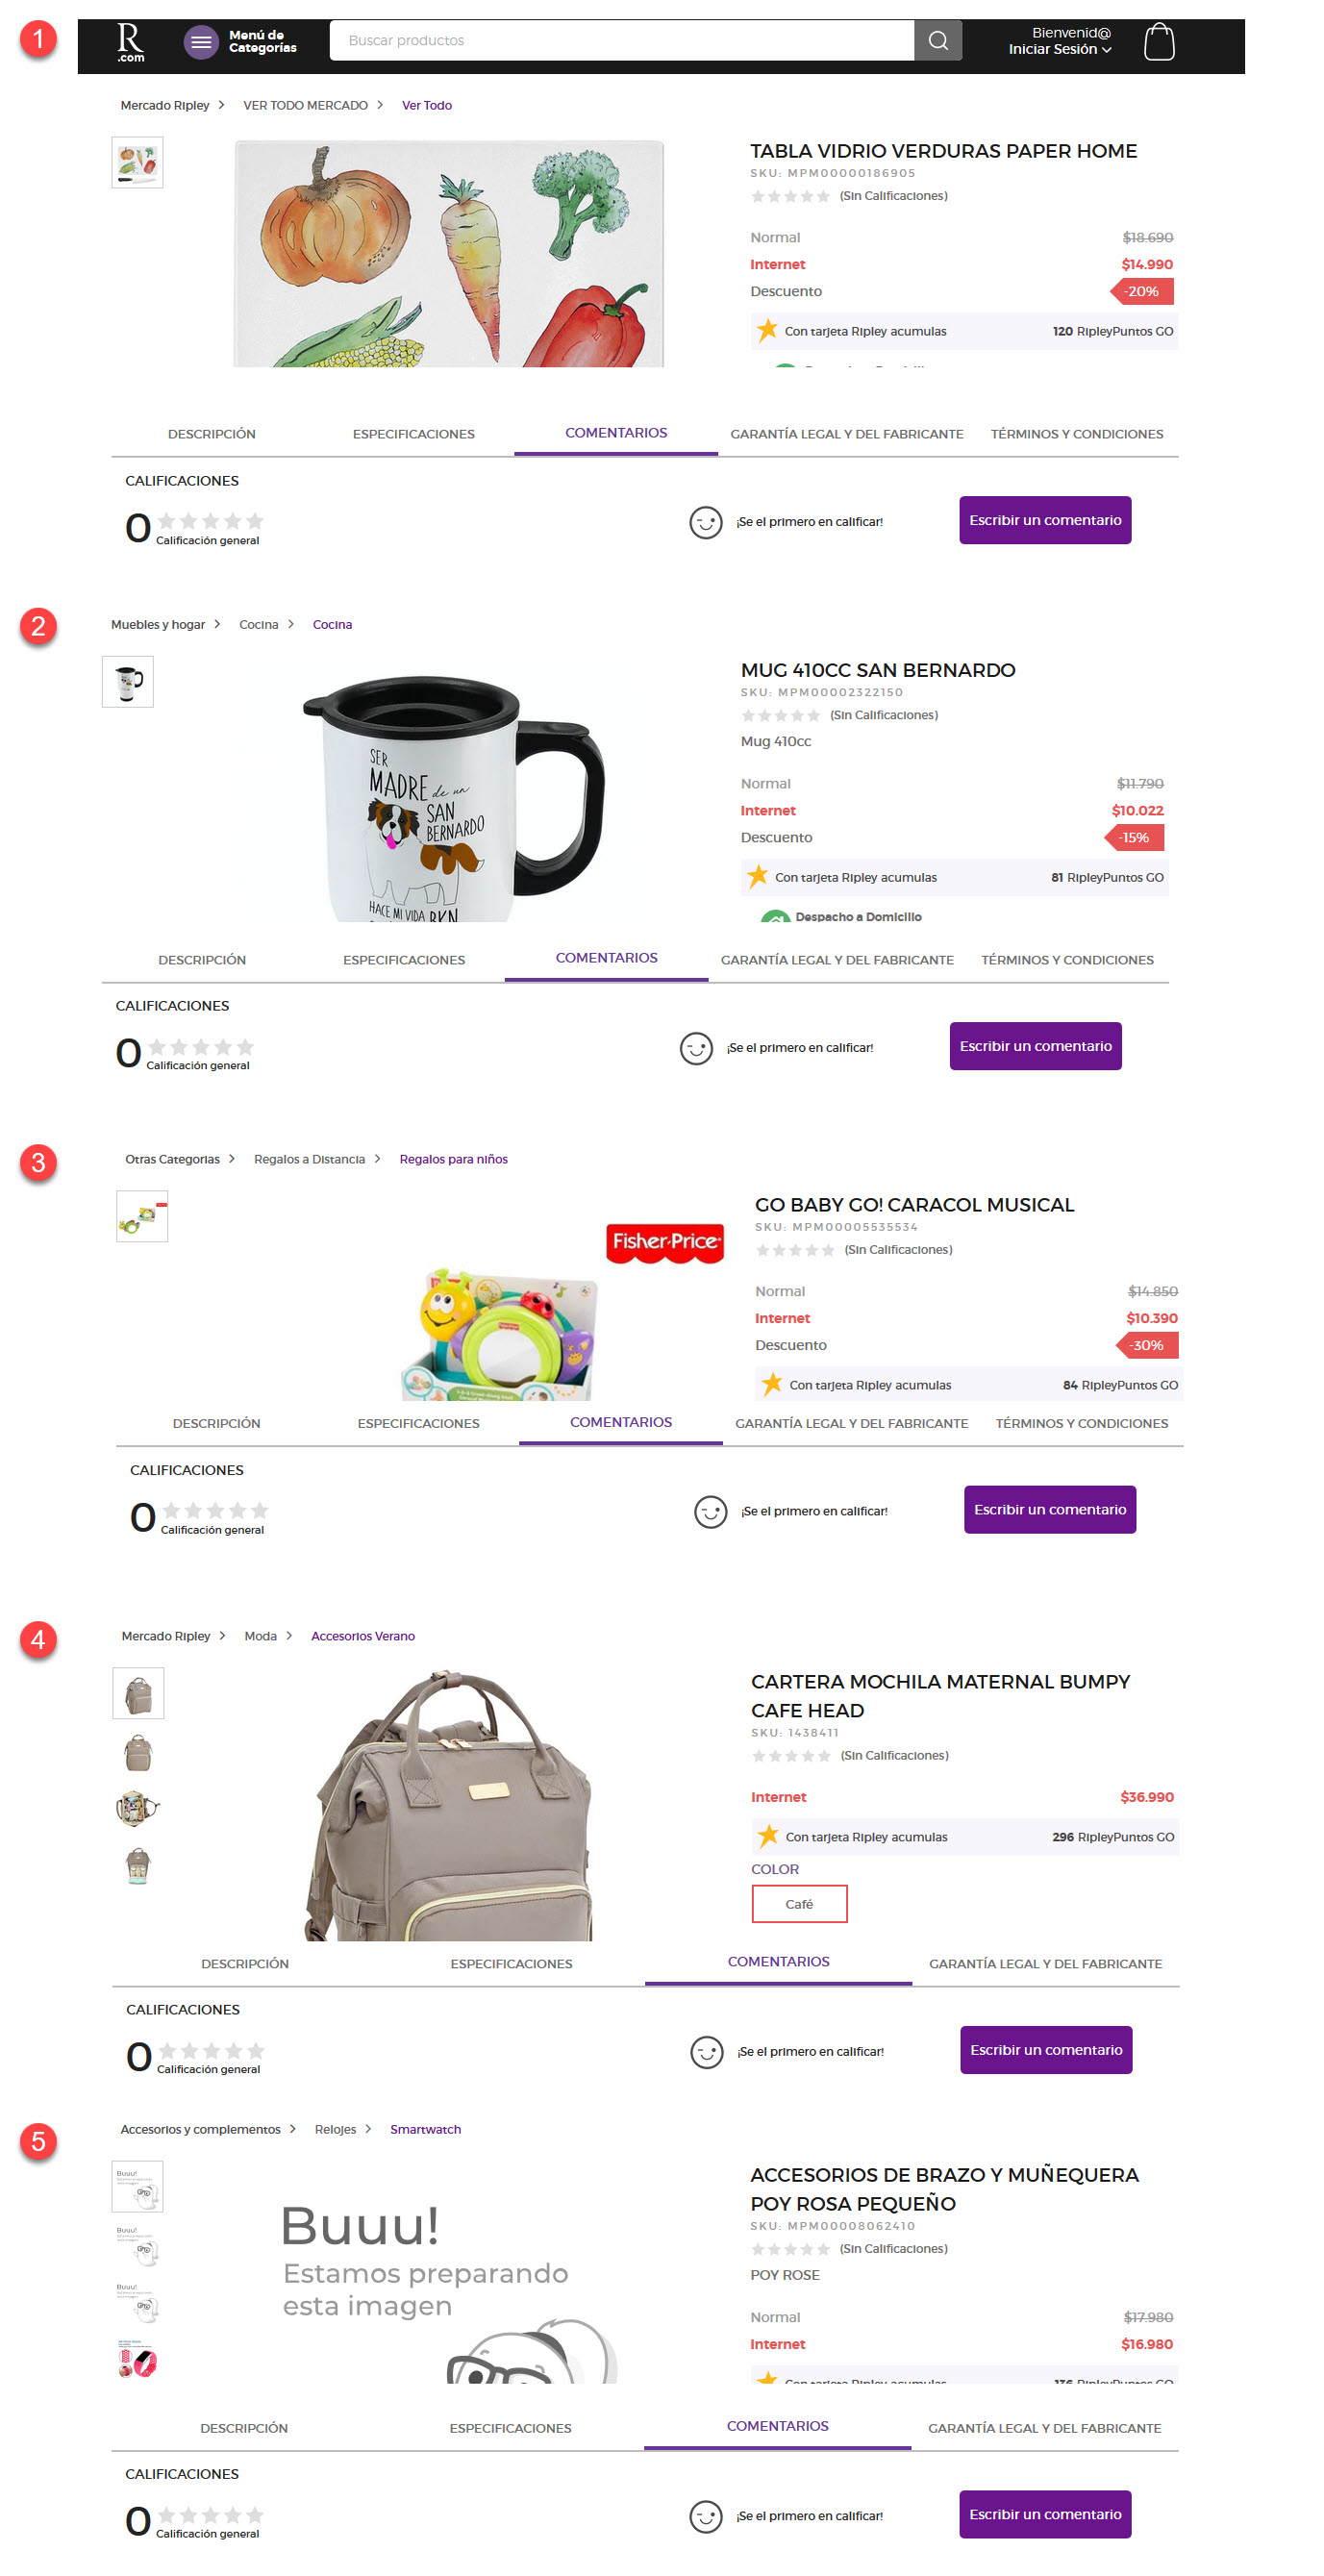 1
R
.com
Menú de
Categorías
Buscar productos
Bienvenid@
Iniciar Sesión
Mercado Ripley > VER TODO MERCADO > Ver Todo
TABLA VIDRIO VERDURAS PAPER HOME
SKU: MPM00000186905
(Sin Calificaciones)
Normal $18.690
Internet $14.990
Descuento -20%
Con tarjeta Ripley acumulas 120 RipleyPuntos GO
DESCRIPCIÓN ESPECIFICACIONES COMENTARIOS GARANTÍA LEGAL Y DEL FABRICANTE TÉRMINOS Y CONDICIONES
CALIFICACIONES
0
Calificación general
¡Se el primero en calificar!
Escribir un comentario
2
Muebles y hogar > Cocina > Cocina
SER
MADRE de un
SAN
BERNARDO
HACE MI VIDA BKN
MUG 410CC SAN BERNARDO
SKU: MPM00002322150
(Sin Calificaciones)
Mug 410cc
Normal $11.790
Internet $10.022
Descuento -15%
Con tarjeta Ripley acumulas 81 RipleyPuntos GO
Despacho a Domicilio
DESCRIPCIÓN ESPECIFICACIONES COMENTARIOS GARANTÍA LEGAL Y DEL FABRICANTE TÉRMINOS Y CONDICIONES
CALIFICACIONES
0
Calificación general
¡Se el primero en calificar!
Escribir un comentario
3
Otras Categorias > Regalos a Distancia > Regalos para niños
Fisher-Price
GO BABY GO! CARACOL MUSICAL
SKU: MPM00005535534
(Sin Calificaciones)
Normal $14.850
Internet $10.390
Descuento -30%
Con tarjeta Ripley acumulas 84 RipleyPuntos GO
DESCRIPCIÓN ESPECIFICACIONES COMENTARIOS GARANTÍA LEGAL Y DEL FABRICANTE TÉRMINOS Y CONDICIONES
CALIFICACIONES
0
Calificación general
¡Se el primero en calificar!
Escribir un comentario
4
Mercado Ripley > Moda > Accesorios Verano
CARTERA MOCHILA MATERNAL BUMPY
CAFE HEAD
SKU: 1438411
(Sin Calificaciones)
Internet $36.990
Con tarjeta Ripley acumulas 296 RipleyPuntos GO
COLOR
Café
DESCRIPCIÓN ESPECIFICACIONES COMENTARIOS GARANTÍA LEGAL Y DEL FABRICANTE
CALIFICACIONES
0
Calificación general
¡Se el primero en calificar!
Escribir un comentario
5
Accesorios y complementos > Relojes > Smartwatch
Buuu!
Buuu!
Buuu!
Buuu!
Estamos preparando
esta imagen
ACCESORIOS DE BRAZO Y MUÑEQUERA
POY ROSA PEQUEÑO
SKU: MPM00008062410
(Sin Calificaciones)
POY ROSE
Normal $17.980
Internet $16.980
Con tarjeta Ripley acumulas 136 RipleyPuntos GO
DESCRIPCIÓN ESPECIFICACIONES COMENTARIOS GARANTÍA LEGAL Y DEL FABRICANTE
CALIFICACIONES
0
Calificación general
¡Se el primero en calificar!
Escribir un comentario